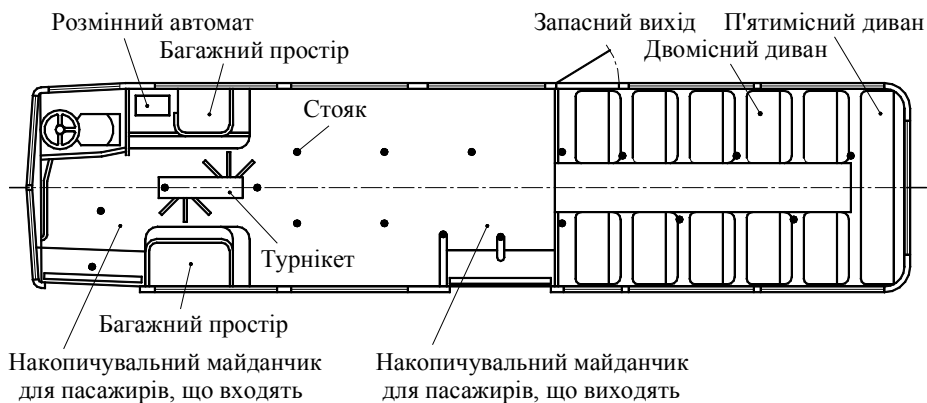 Розмінний автомат
Багажний простір
Запасний вихід
П'ятимісний диван
Двомісний диван
Стояк
Турнікет
Багажний простір
Накопичувальний майданчик
для пасажирів, що входять
Накопичувальний майданчик
для пасажирів, що виходять